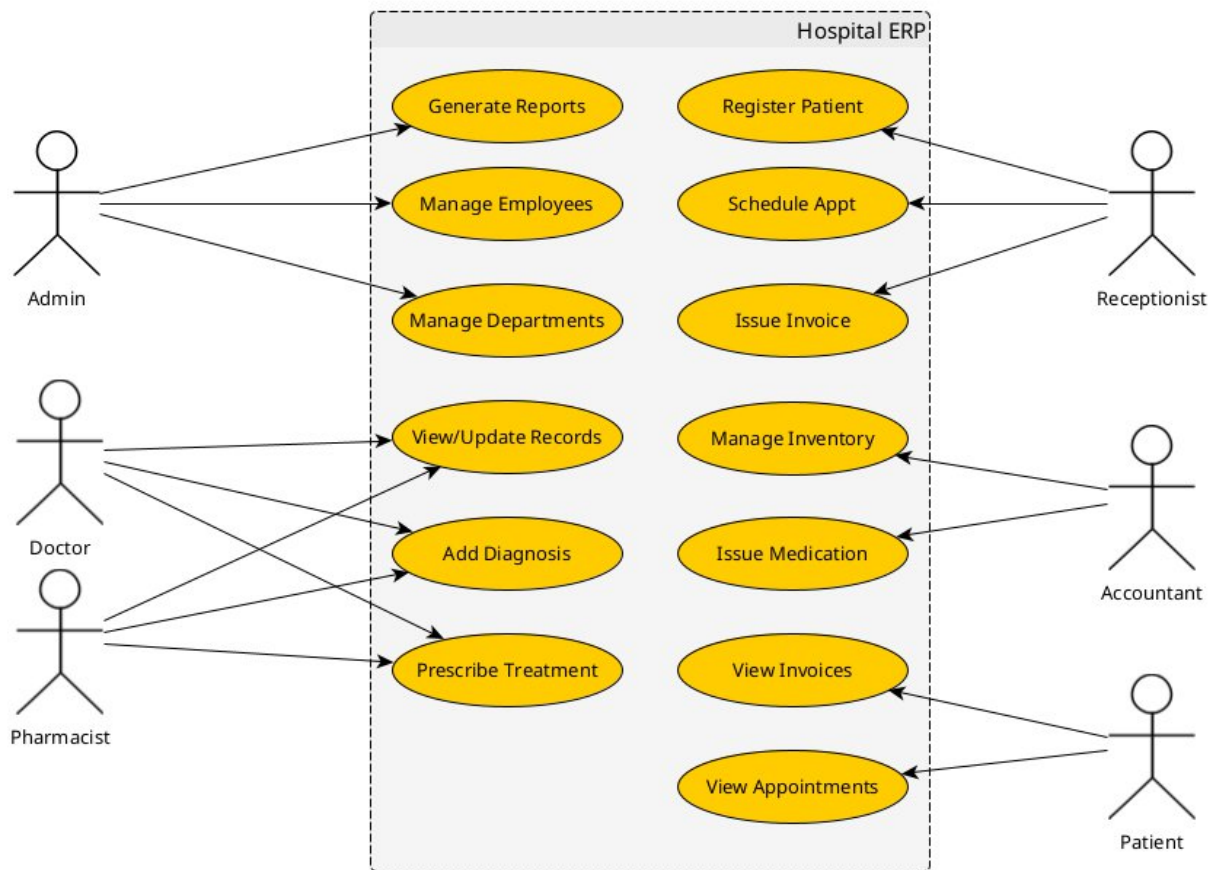 Hospital ERP
Generate Reports
Register Patient
Manage Employees
Schedule Appt
Admin
Receptionist
Manage Departments
Issue Invoice
View/Update Records
Manage Inventory
Doctor
Add Diagnosis
Issue Medication
Accountant
Prescribe Treatment
View Invoices
Pharmacist
View Appointments
Patient